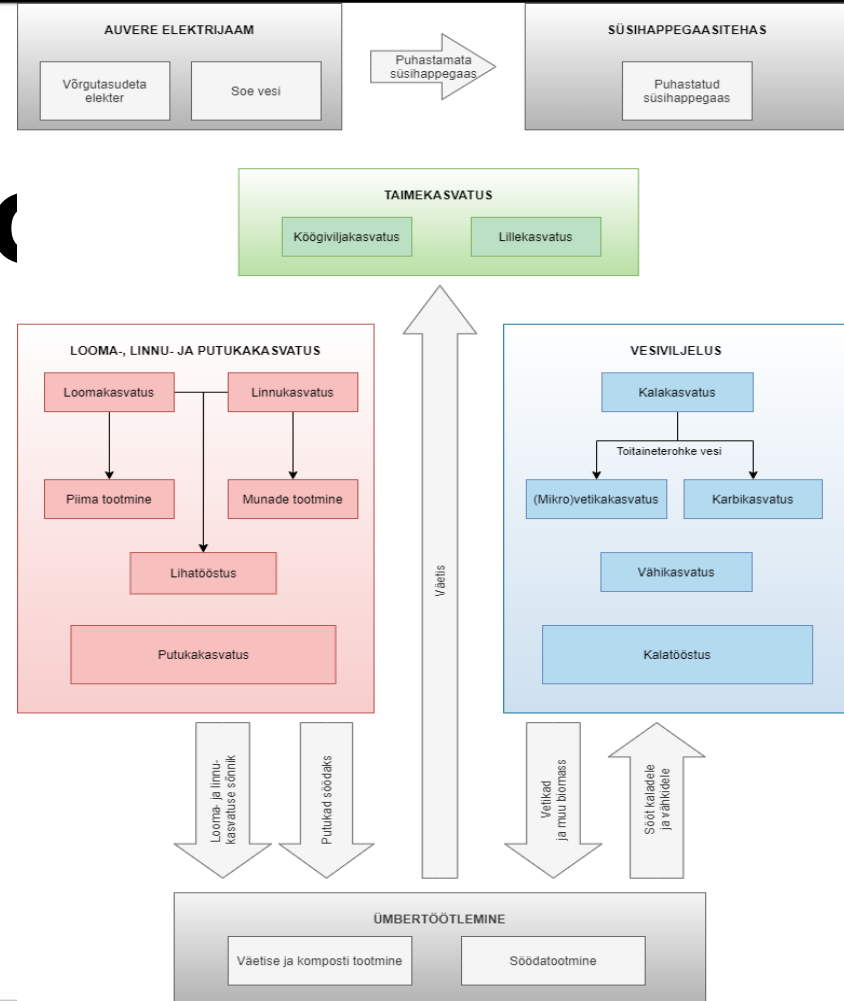 AUVERE ELEKTRIJAAM
Võrgutasudeta
elekter
Soe vesi
Puhastamata
süsihappegaas
SÜSIHAPPEGAASITEHAS
Puhastatud
süsihappegaas
TAIMEKASVATUS
Köögiviljakasvatus
Lillekasvatus
LOOMA-, LINNU- JA PUTUKAKASVATUS
Loomakasvatus
Linnukasvatus
Piima tootmine
Munade tootmine
Lihatööstus
Putukakasvatus
Väetis
VESIVILJELUS
Kalakasvatus
Toitaineterohke vesi
(Mikro)vetikakasvatus
Karbikasvatus
Vähikasvatus
Kalatööstus
Looma- ja linnu-
kasvatuse sõnnik
Putukad söödaks
Vetikad
ja muu biomass
Sööt kaladele
ja vähkidele
ÜMBERTÖÖTLEMINE
Väetise ja komposti tootmine
Söödatootmine